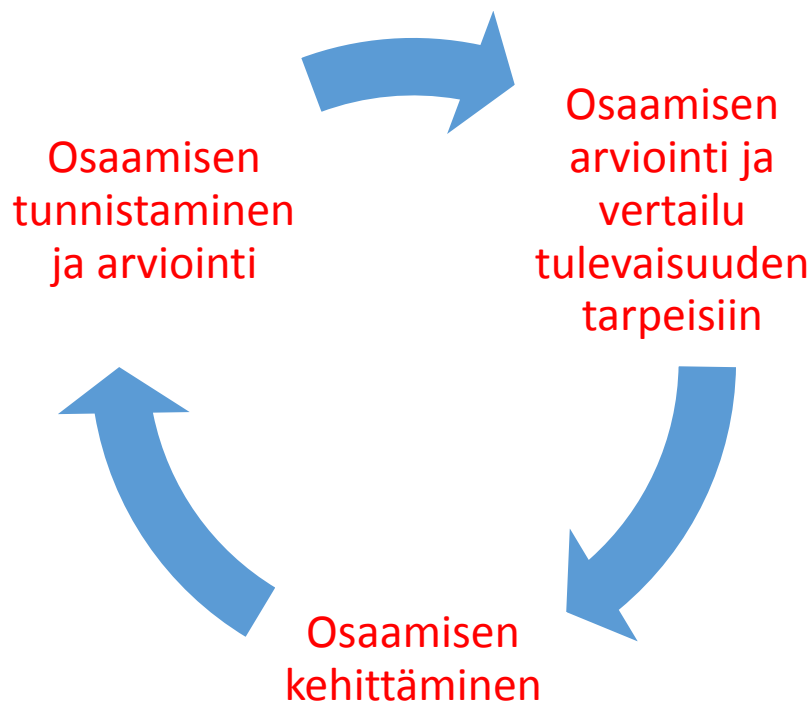 Osaamisen
tunnistaminen
ja arviointi
Osaamisen
arviointi ja
vertailu
tulevaisuuden
tarpeisiin
Osaamisen
kehittäminen